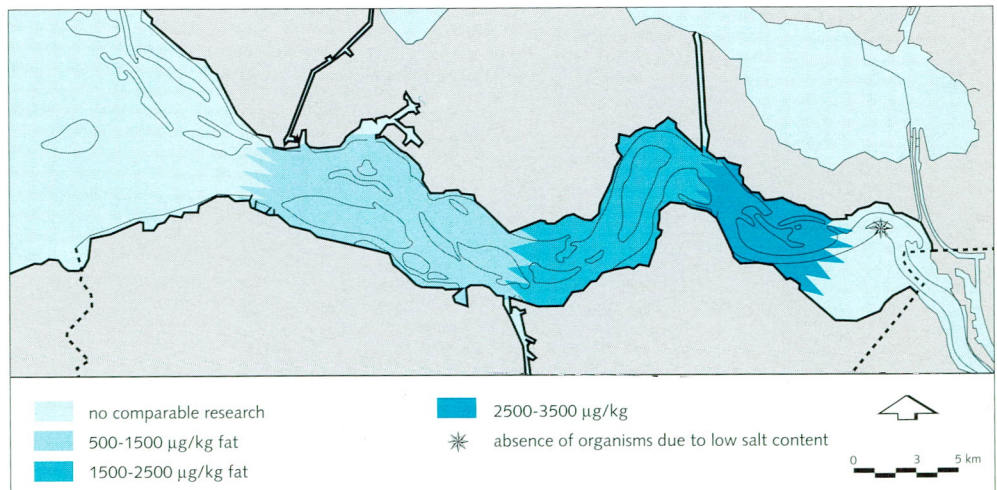 no comparable research
500-1500 µg/kg fat
1500-2500 µg/kg fat
2500-3500 µg/kg
absence of organisms due to low salt content
0 3 5 km